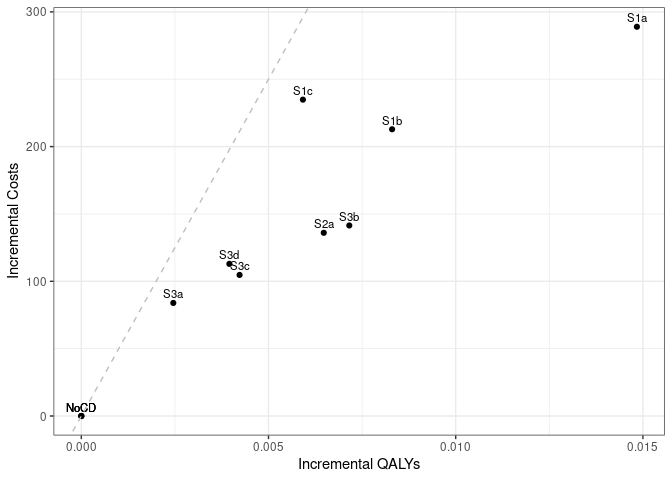 300
200
100
0
Incremental Costs
S1a
S1c
S1b
S3b
S2a
S3d
S3c
S3a
NoCD
0.000
0.005
0.010
0.015
Incremental QALYs